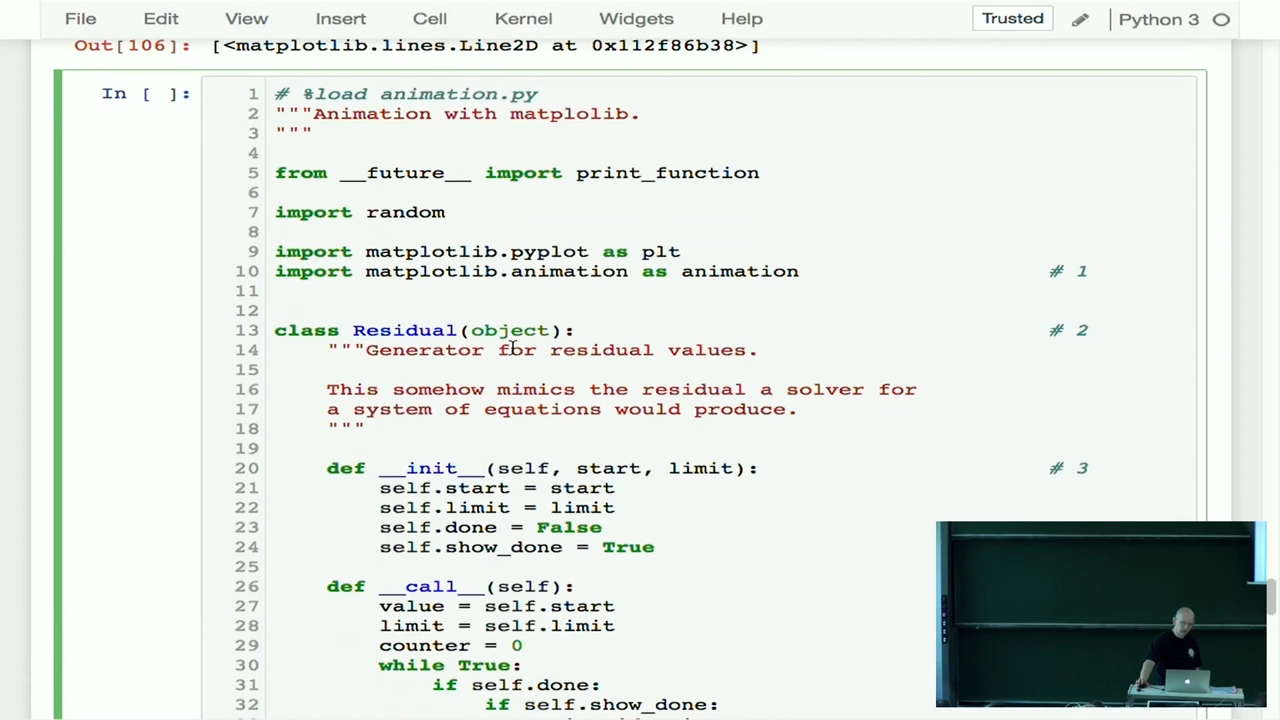 File Edit View Insert Cell Kernel Widgets Help Trusted Python 3
Out[106]: [<matplotlib.lines.Line2D at 0x112f86b38>]
In [ ]:
1 # %load animation.py
2 """Animation with matplolib.
3 """
4
5 from __future__ import print_function
6
7 import random
8
9 import matplotlib.pyplot as plt
10 import matplotlib.animation as animation # 1
11
12
13 class Residual(object): # 2
14 """Generator for residual values.
15
16 This somehow mimics the residual a solver for
17 a system of equations would produce.
18 """
19
20 def __init__(self, start, limit): # 3
21 self.start = start
22 self.limit = limit
23 self.done = False
24 self.show_done = True
25
26 def __call__(self):
27 value = self.start
28 limit = self.limit
29 counter = 0
30 while True:
31 if self.done:
32 if self.show_done: